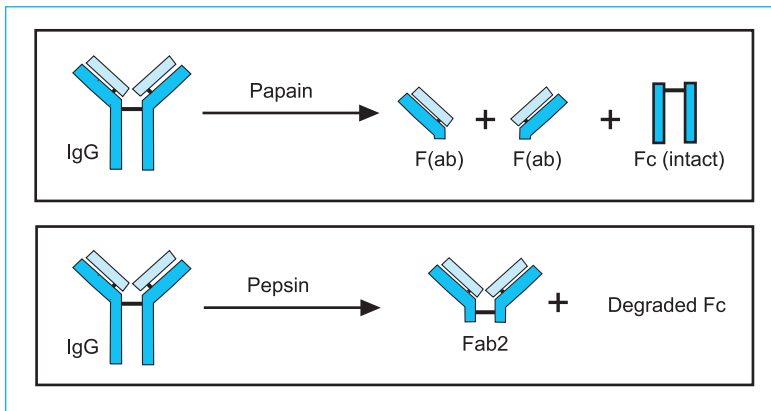 Papain
IgG
F(ab)
F(ab)
Fc (intact)
+
+
Pepsin
IgG
Fab2
+
Degraded Fc